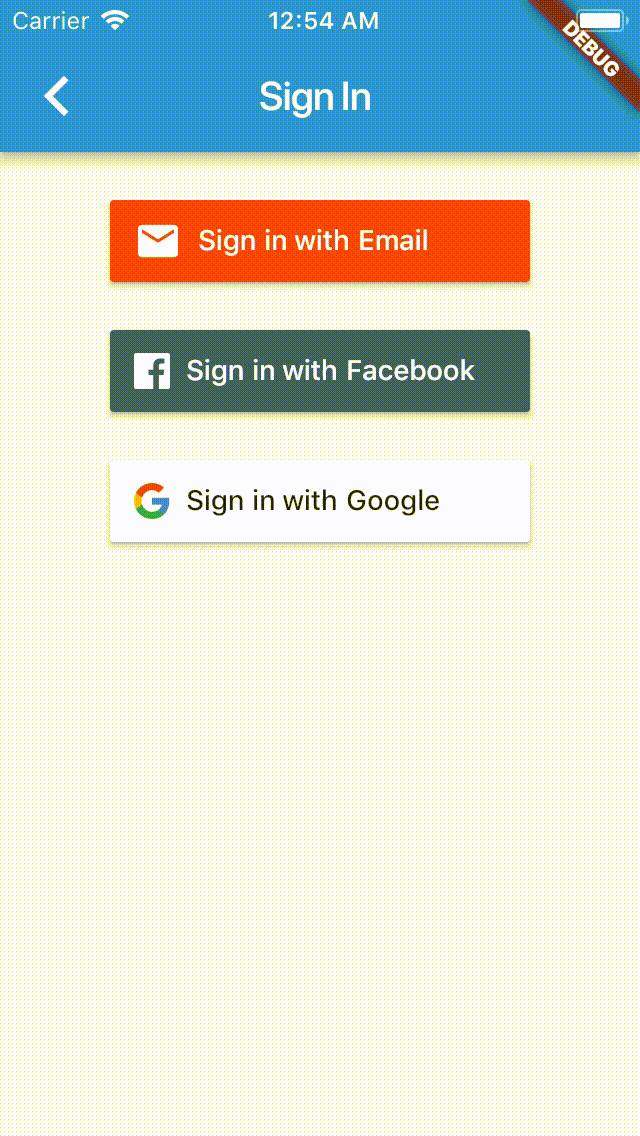 Carrier 12:54 AM
DEBUG
Sign In
Sign in with Email
Sign in with Facebook
Sign in with Google